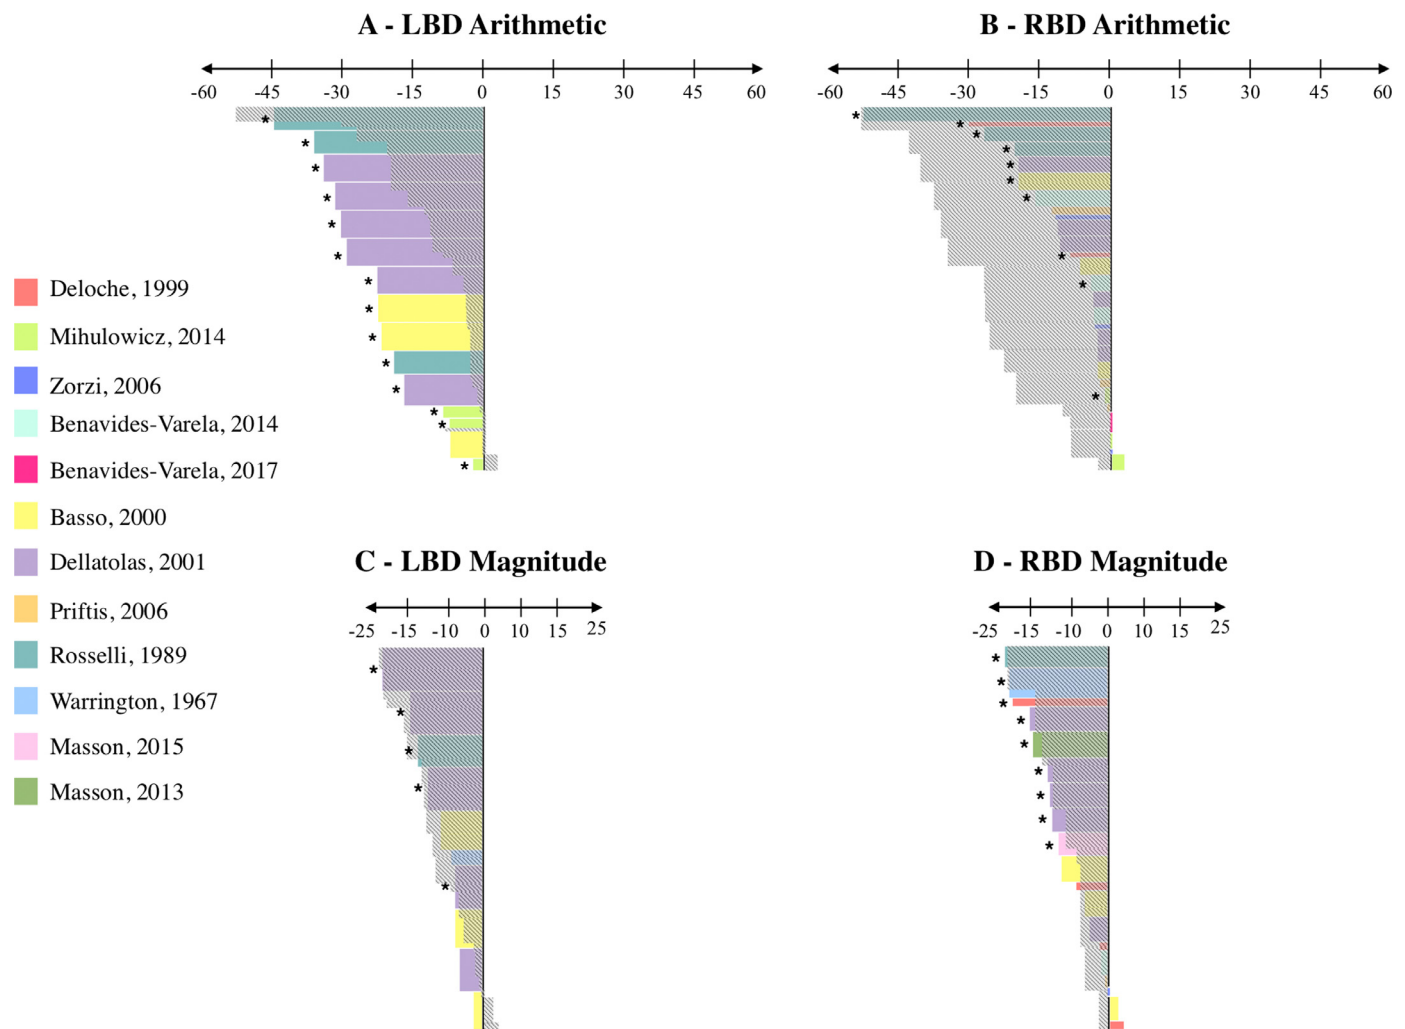 A - LBD Arithmetic
B - RBD Arithmetic
-60 -45 -30 -15 0 15 30 45 60
-60 -45 -30 -15 0 15 30 45 60
* * * * * * * * * * * * * *
* * * * * * * * * *
Deloche, 1999
Mihulowicz, 2014
Zorzi, 2006
Benavides-Varela, 2014
Benavides-Varela, 2017
Basso, 2000
Dellatolas, 2001
Priftis, 2006
Rosselli, 1989
Warrington, 1967
Masson, 2015
Masson, 2013
C - LBD Magnitude
D - RBD Magnitude
-25 -15 -10 0 10 15 25
-25 -15 -10 0 10 15 25
* * * * *
* * * * * * * * *